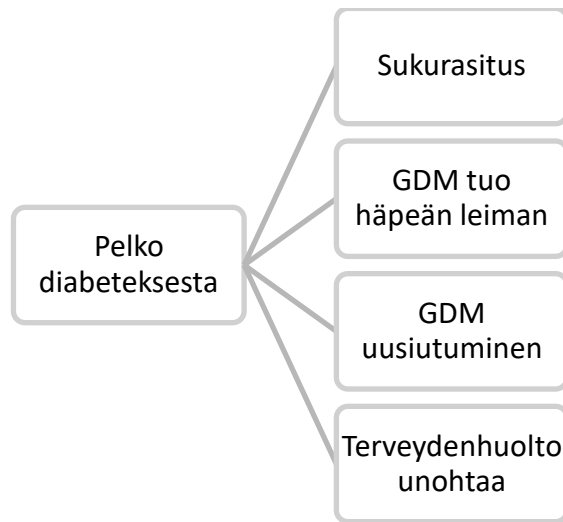 Sukurasitus
GDM tuo
häpeän leiman
Pelko
diabeteksesta
GDM
uusiutuminen
Terveydenhuolto
unohtaa